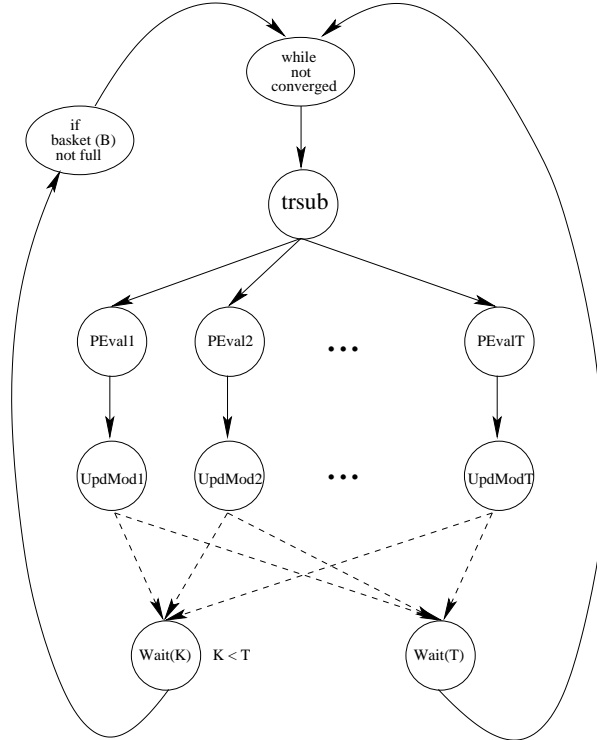 while
not
converged
if
basket (B)
not full
trsub
PEval1
PEval2
...
PEvalT
UpdMod1
UpdMod2
...
UpdModT
Wait(K)
K < T
Wait(T)